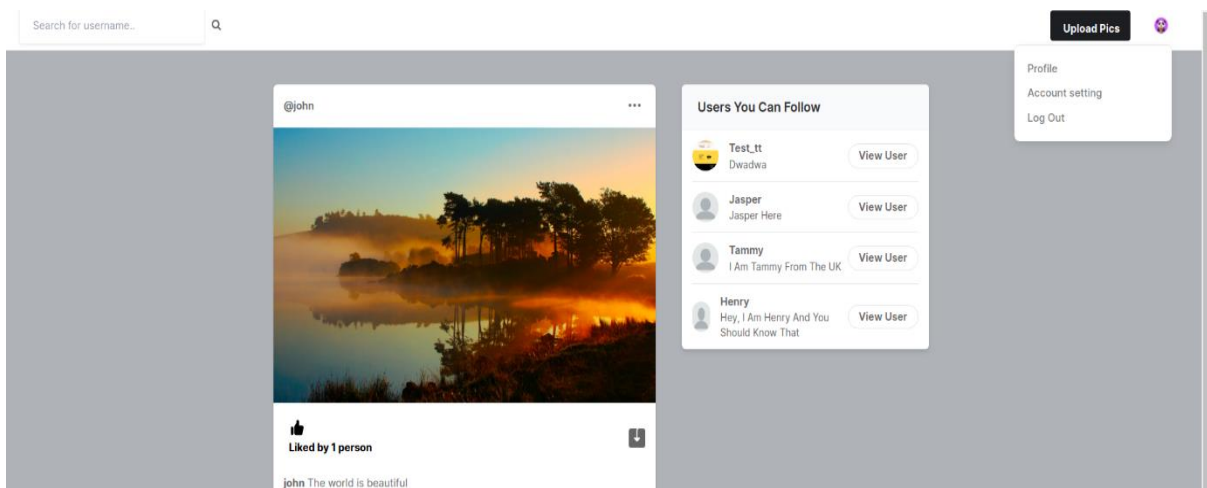 Search for username..
Upload Pics
Profile
Account setting
Log Out
@john
Liked by 1 person
john The world is beautiful
Users You Can Follow
Test_tt
Dwadwa
View User
Jasper
Jasper Here
View User
Tammy
I Am Tammy From The UK
View User
Henry
Hey, I Am Henry And You
Should Know That
View User